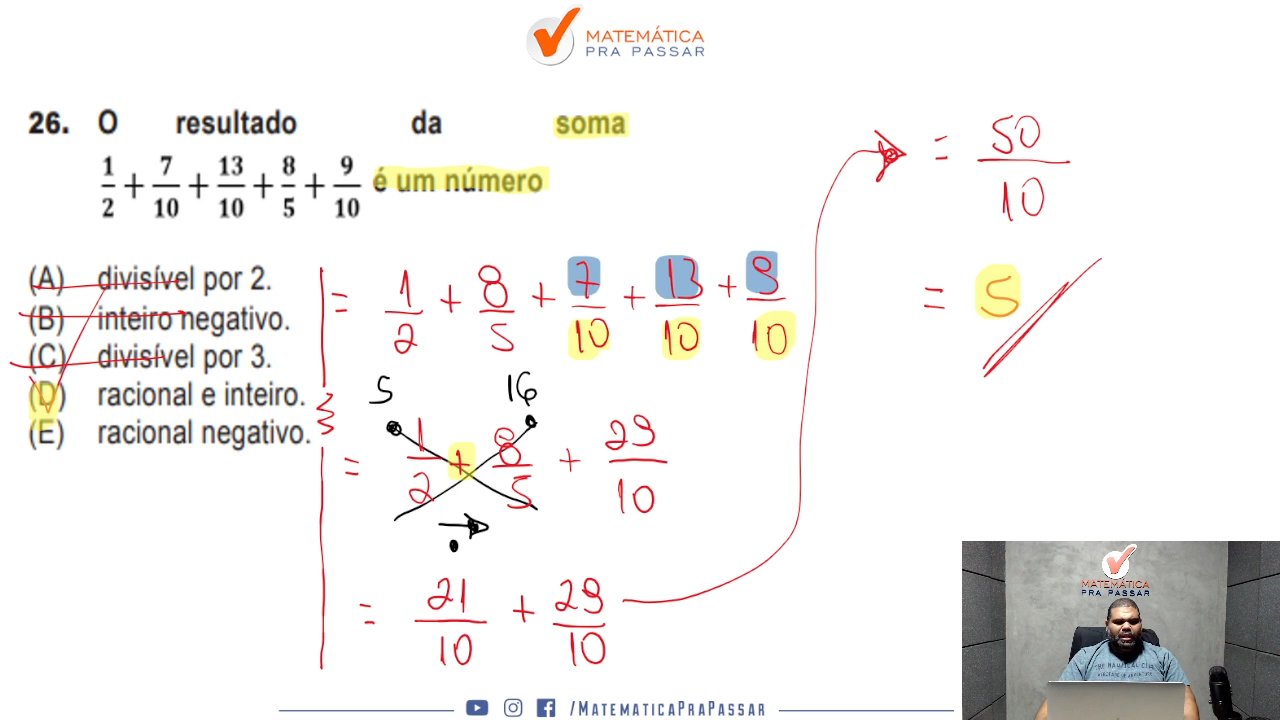 MATEMÁTICA
PRA PASSAR
26. O resultado da soma
1/2 + 7/10 + 13/10 + 8/5 + 9/10 é um número
(A) divisível por 2.
(B) inteiro negativo.
(C) divisível por 3.
(D) racional e inteiro.
(E) racional negativo.
= 1/2 + 8/5 + 7/10 + 13/10 + 9/10
5 16
= 1/2 + 8/5 + 29/10
= 21/10 + 29/10
= 50/10
= 5
MATEMÁTICA
PRA PASSAR
/MATEMATICAPRAPASSAR